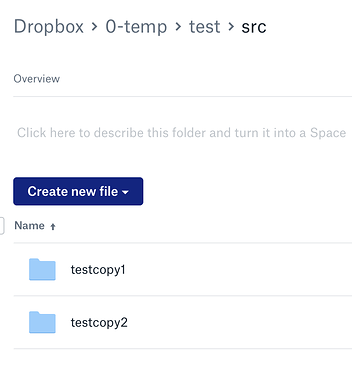 Dropbox > 0-temp > test > src
Overview
Click here to describe this folder and turn it into a Space
Create new file
Name ↑
testcopy1
testcopy2